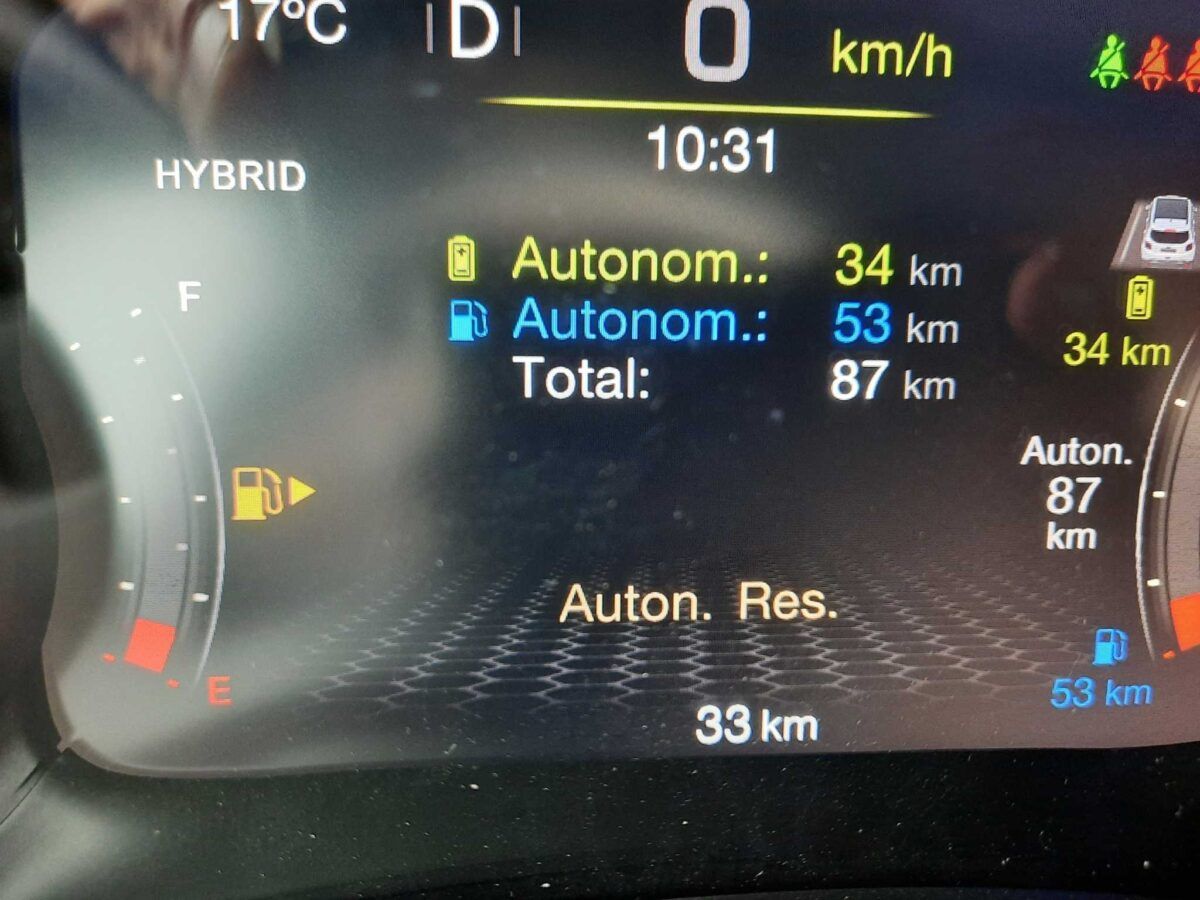 17°C D 0 km/h
10:31
HYBRID
Autonom.: 34 km
Autonom.: 53 km
Total: 87 km
34 km
F
Auton.
87
km
Auton. Res.
E
53 km
33 km